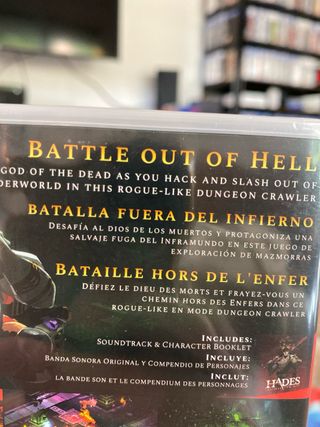 BATTLE OUT OF HELL
GOD OF THE DEAD AS YOU HACK AND SLASH OUT OF
DERWORLD IN THIS ROGUE-LIKE DUNGEON CRAWLER
BATALLA FUERA DEL INFIERNO
DESAFÍA AL DIOS DE LOS MUERTOS Y PROTAGONIZA UNA
SALVAJE FUGA DEL INFRAMUNDO EN ESTE JUEGO DE
EXPLORACIÓN DE MAZMORRAS
BATAILLE HORS DE L'ENFER
DÉFIEZ LE DIEU DES MORTS ET FRAYEZ-VOUS UN
CHEMIN HORS DES ENFERS DANS CE
ROGUE-LIKE EN MODE DUNGEON CRAWLER
INCLUDES:
SOUNDTRACK & CHARACTER BOOKLET
INCLUYE:
BANDA SONORA ORIGINAL Y COMPENDIO DE PERSONAJES
INCLUT:
LA BANDE SON ET LE COMPENDIUM DES PERSONNAGES
HADES